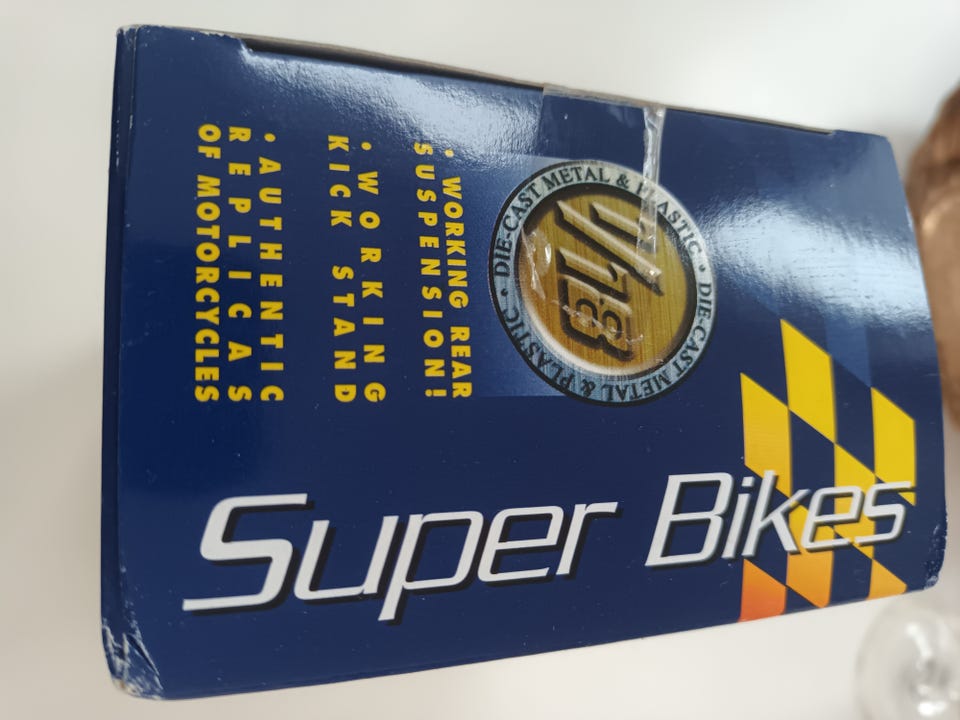 Super Bikes
DIE-CAST METAL & PLASTIC • DIE-CAST METAL & PLASTIC •
1/18
• WORKING REAR
SUSPENSION!
• WORKING
KICK STAND
• AUTHENTIC
REPLICAS
OF MOTORCYCLES